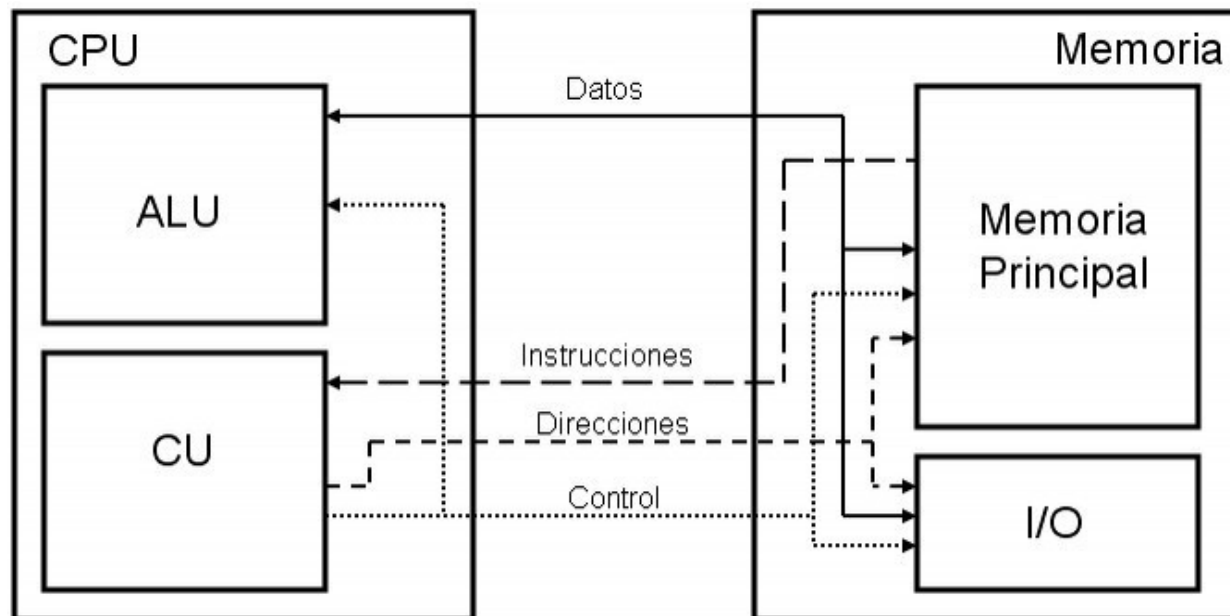 CPU
Memoria
ALU
Datos
Memoria
Principal
Instrucciones
Direcciones
CU
Control
I/O